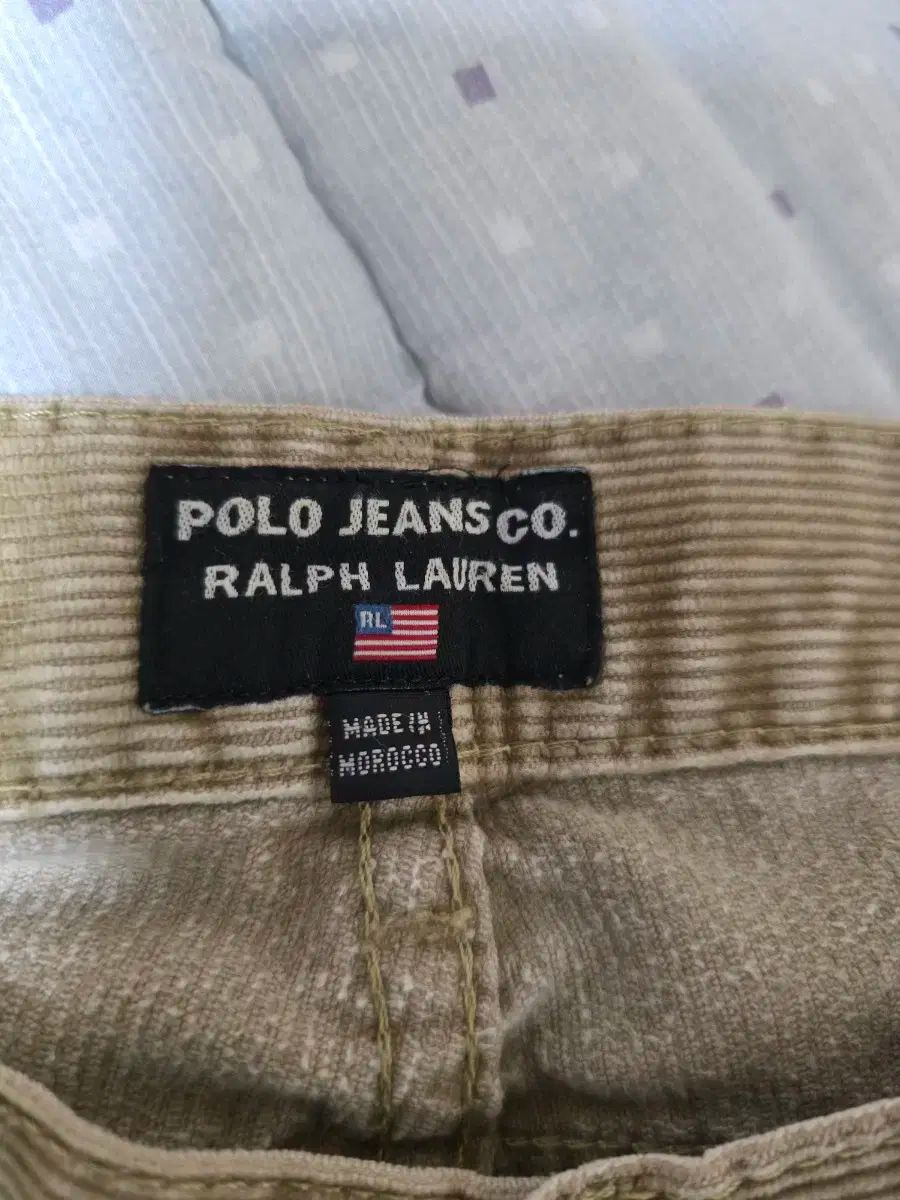 POLO JEANS CO.
RALPH LAUREN
RL
MADE IN
MOROCCO